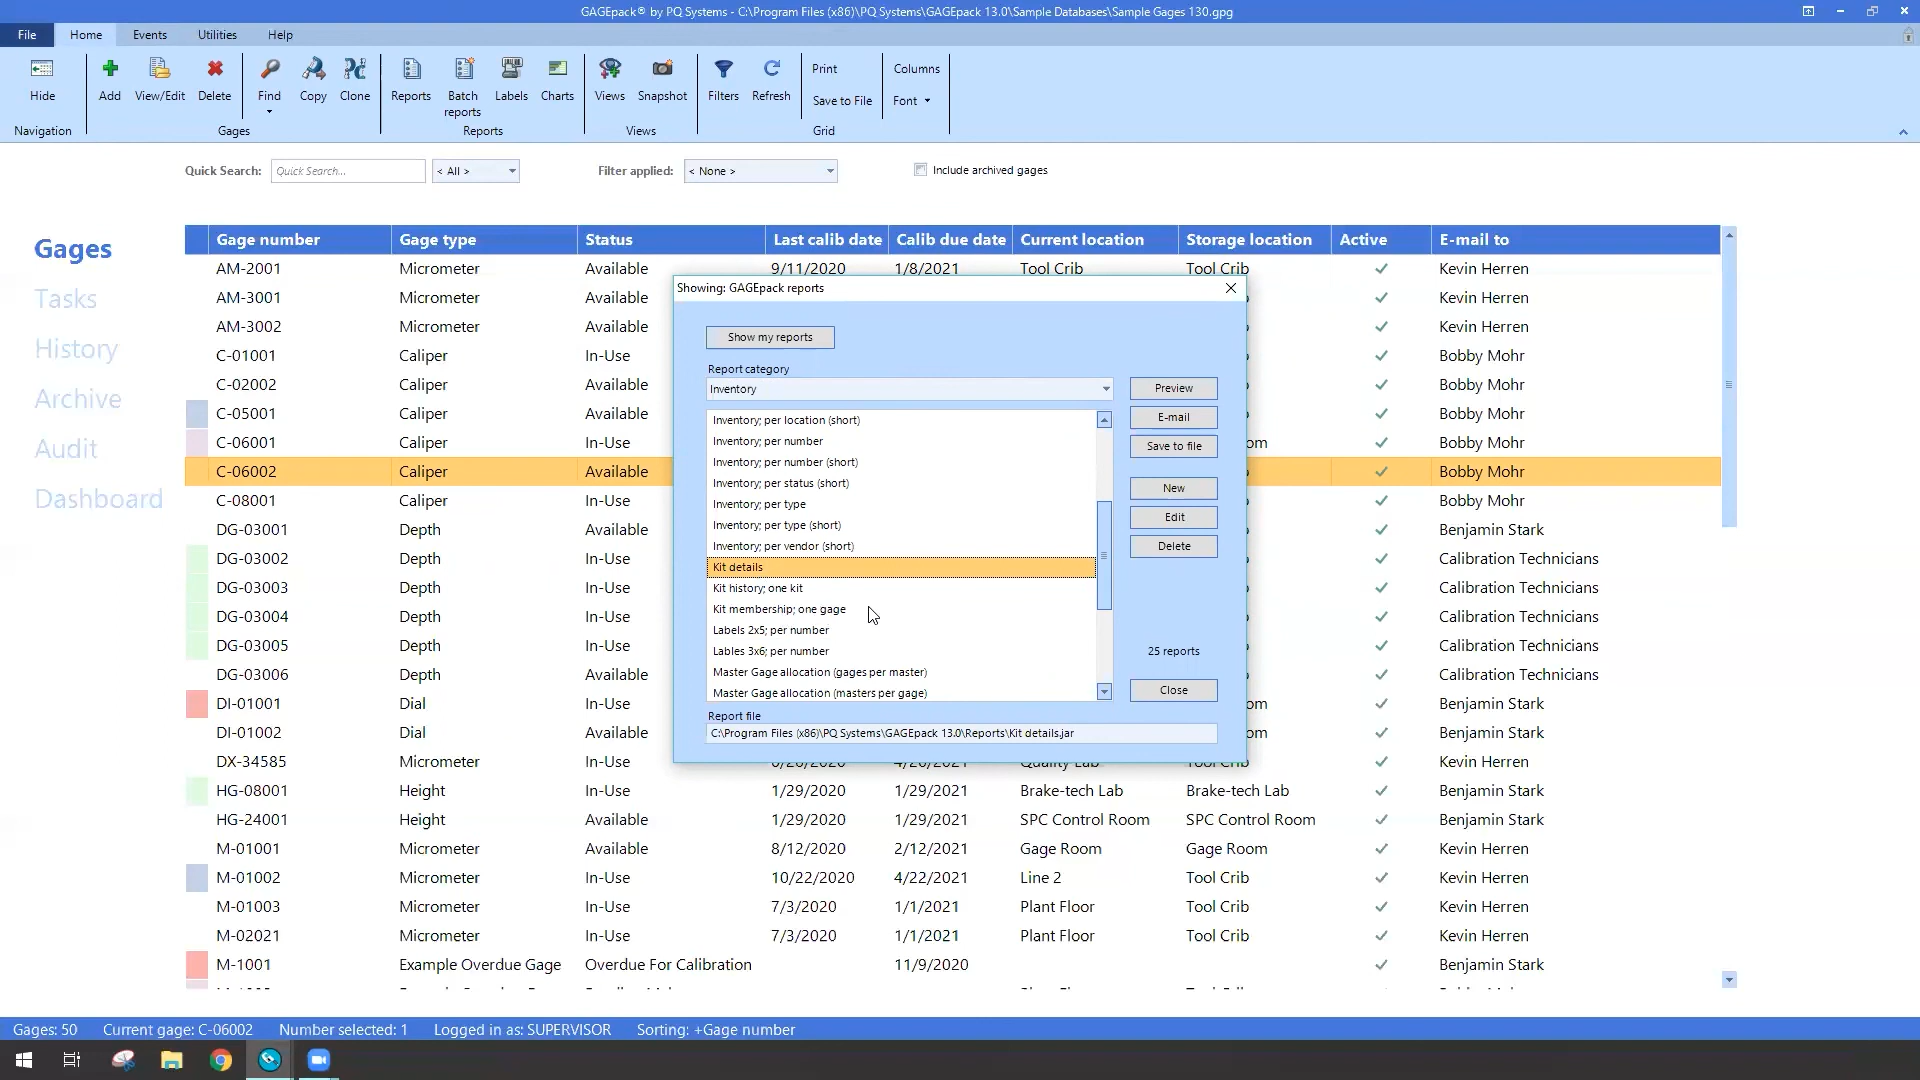 GAGEpack® by PQ Systems - C:\Program Files (x86)\PQ Systems\GAGEpack 13.0\Sample Databases\Sample Gages 130.gpg
File Home Events Utilities Help
Hide Add View/Edit Delete Find Copy Clone Reports Batch reports Labels Charts Views Snapshot Filters Refresh Print Save to File Columns Font
Navigation Gages Reports Views Grid
Quick Search: Quick Search... < All > Filter applied: < None > Include archived gages
Gages
Tasks
History
Archive
Audit
Dashboard
Gage number Gage type Status Last calib date Calib due date Current location Storage location Active E-mail to
AM-2001 Micrometer Available 9/11/2020 1/8/2021 Tool Crib Tool Crib Kevin Herren
AM-3001 Micrometer Available Kevin Herren
AM-3002 Micrometer Available Kevin Herren
C-01001 Caliper In-Use Bobby Mohr
C-02002 Caliper Available Bobby Mohr
C-05001 Caliper Available Bobby Mohr
C-06001 Caliper In-Use om Bobby Mohr
C-06002 Caliper Available Bobby Mohr
C-08001 Caliper In-Use Bobby Mohr
DG-03001 Depth Available Benjamin Stark
DG-03002 Depth In-Use Calibration Technicians
DG-03003 Depth In-Use Calibration Technicians
DG-03004 Depth In-Use Calibration Technicians
DG-03005 Depth In-Use Calibration Technicians
DG-03006 Depth Available Calibration Technicians
DI-01001 Dial In-Use om Benjamin Stark
DI-01002 Dial Available om Benjamin Stark
DX-34585 Micrometer In-Use Quality Lab Tool Crib Kevin Herren
HG-08001 Height In-Use 1/29/2020 1/29/2021 Brake-tech Lab Brake-tech Lab Benjamin Stark
HG-24001 Height Available 1/29/2020 1/29/2021 SPC Control Room SPC Control Room Benjamin Stark
M-01001 Micrometer Available 8/12/2020 2/12/2021 Gage Room Gage Room Kevin Herren
M-01002 Micrometer In-Use 10/22/2020 4/22/2021 Line 2 Tool Crib Kevin Herren
M-01003 Micrometer In-Use 7/3/2020 1/1/2021 Plant Floor Tool Crib Kevin Herren
M-02021 Micrometer In-Use 7/3/2020 1/1/2021 Plant Floor Tool Crib Kevin Herren
M-1001 Example Overdue Gage Overdue For Calibration 11/9/2020 Benjamin Stark
Showing: GAGEpack reports
Show my reports
Report category
Inventory
Inventory; per location (short)
Inventory; per number
Inventory; per number (short)
Inventory; per status (short)
Inventory; per type
Inventory; per type (short)
Inventory; per vendor (short)
Kit details
Kit history; one kit
Kit membership; one gage
Labels 2x5; per number
Lables 3x6; per number
Master Gage allocation (gages per master)
Master Gage allocation (masters per gage)
Preview
E-mail
Save to file
New
Edit
Delete
25 reports
Close
Report file
C:\Program Files (x86)\PQ Systems\GAGEpack 13.0\Reports\Kit details.jar
Gages: 50 Current gage: C-06002 Number selected: 1 Logged in as: SUPERVISOR Sorting: +Gage number